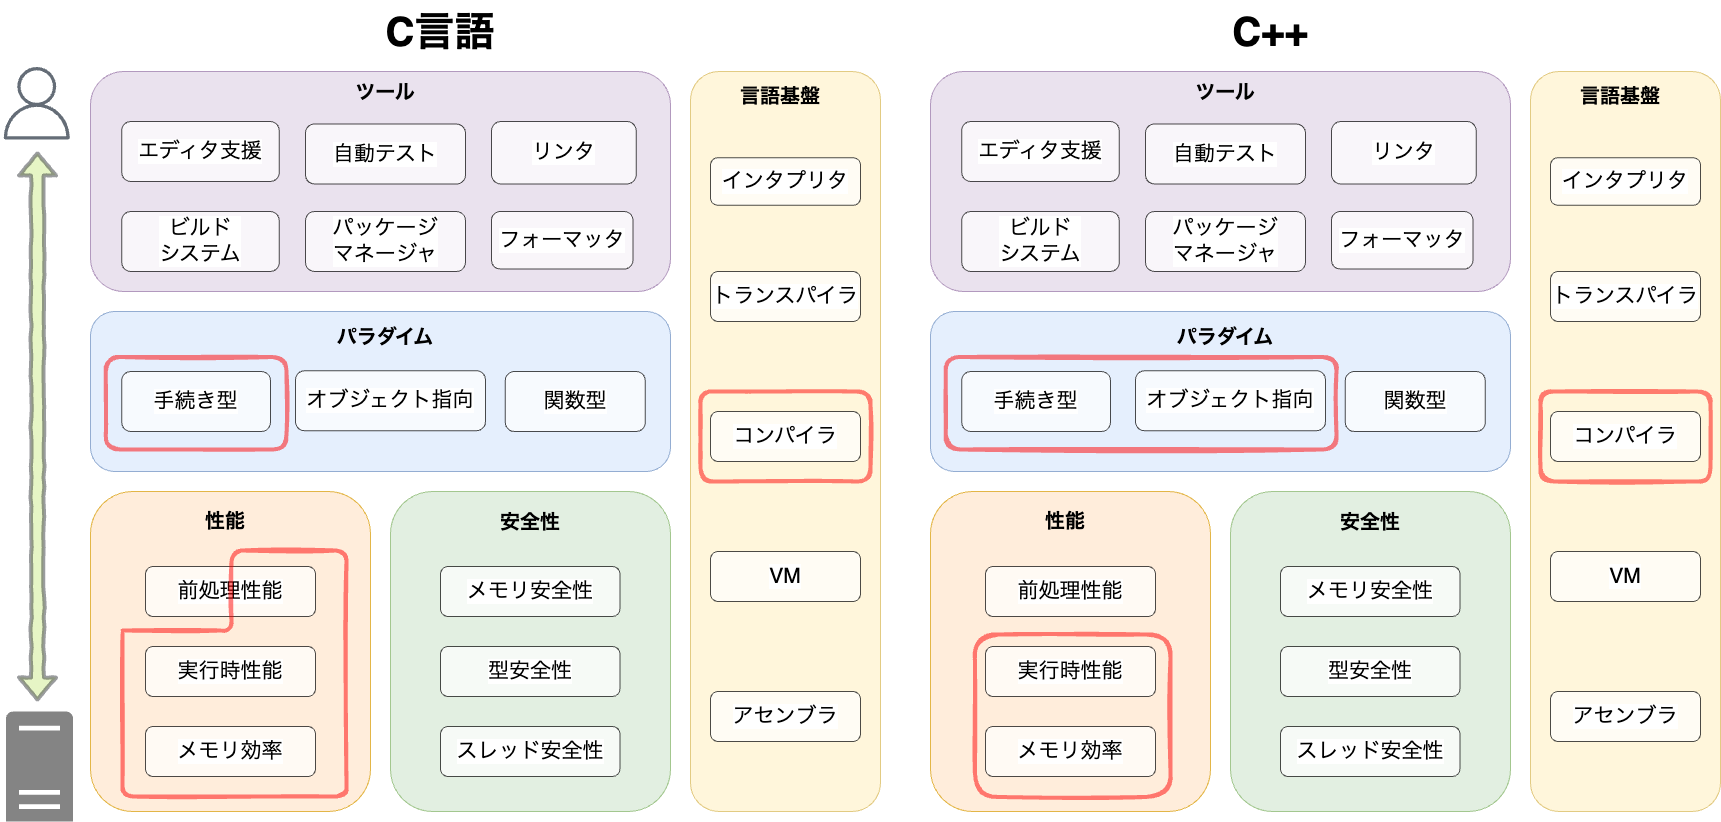 C言語
ツール
エディタ支援
自動テスト
リンタ
ビルド
システム
パッケージ
マネージャ
フォーマッタ
パラダイム
手続き型
オブジェクト指向
関数型
性能
前処理性能
実行時性能
メモリ効率
安全性
メモリ安全性
型安全性
スレッド安全性
言語基盤
インタプリタ
トランスパイラ
コンパイラ
VM
アセンブラ
C++
ツール
エディタ支援
自動テスト
リンタ
ビルド
システム
パッケージ
マネージャ
フォーマッタ
パラダイム
手続き型
オブジェクト指向
関数型
性能
前処理性能
実行時性能
メモリ効率
安全性
メモリ安全性
型安全性
スレッド安全性
言語基盤
インタプリタ
トランスパイラ
コンパイラ
VM
アセンブラ